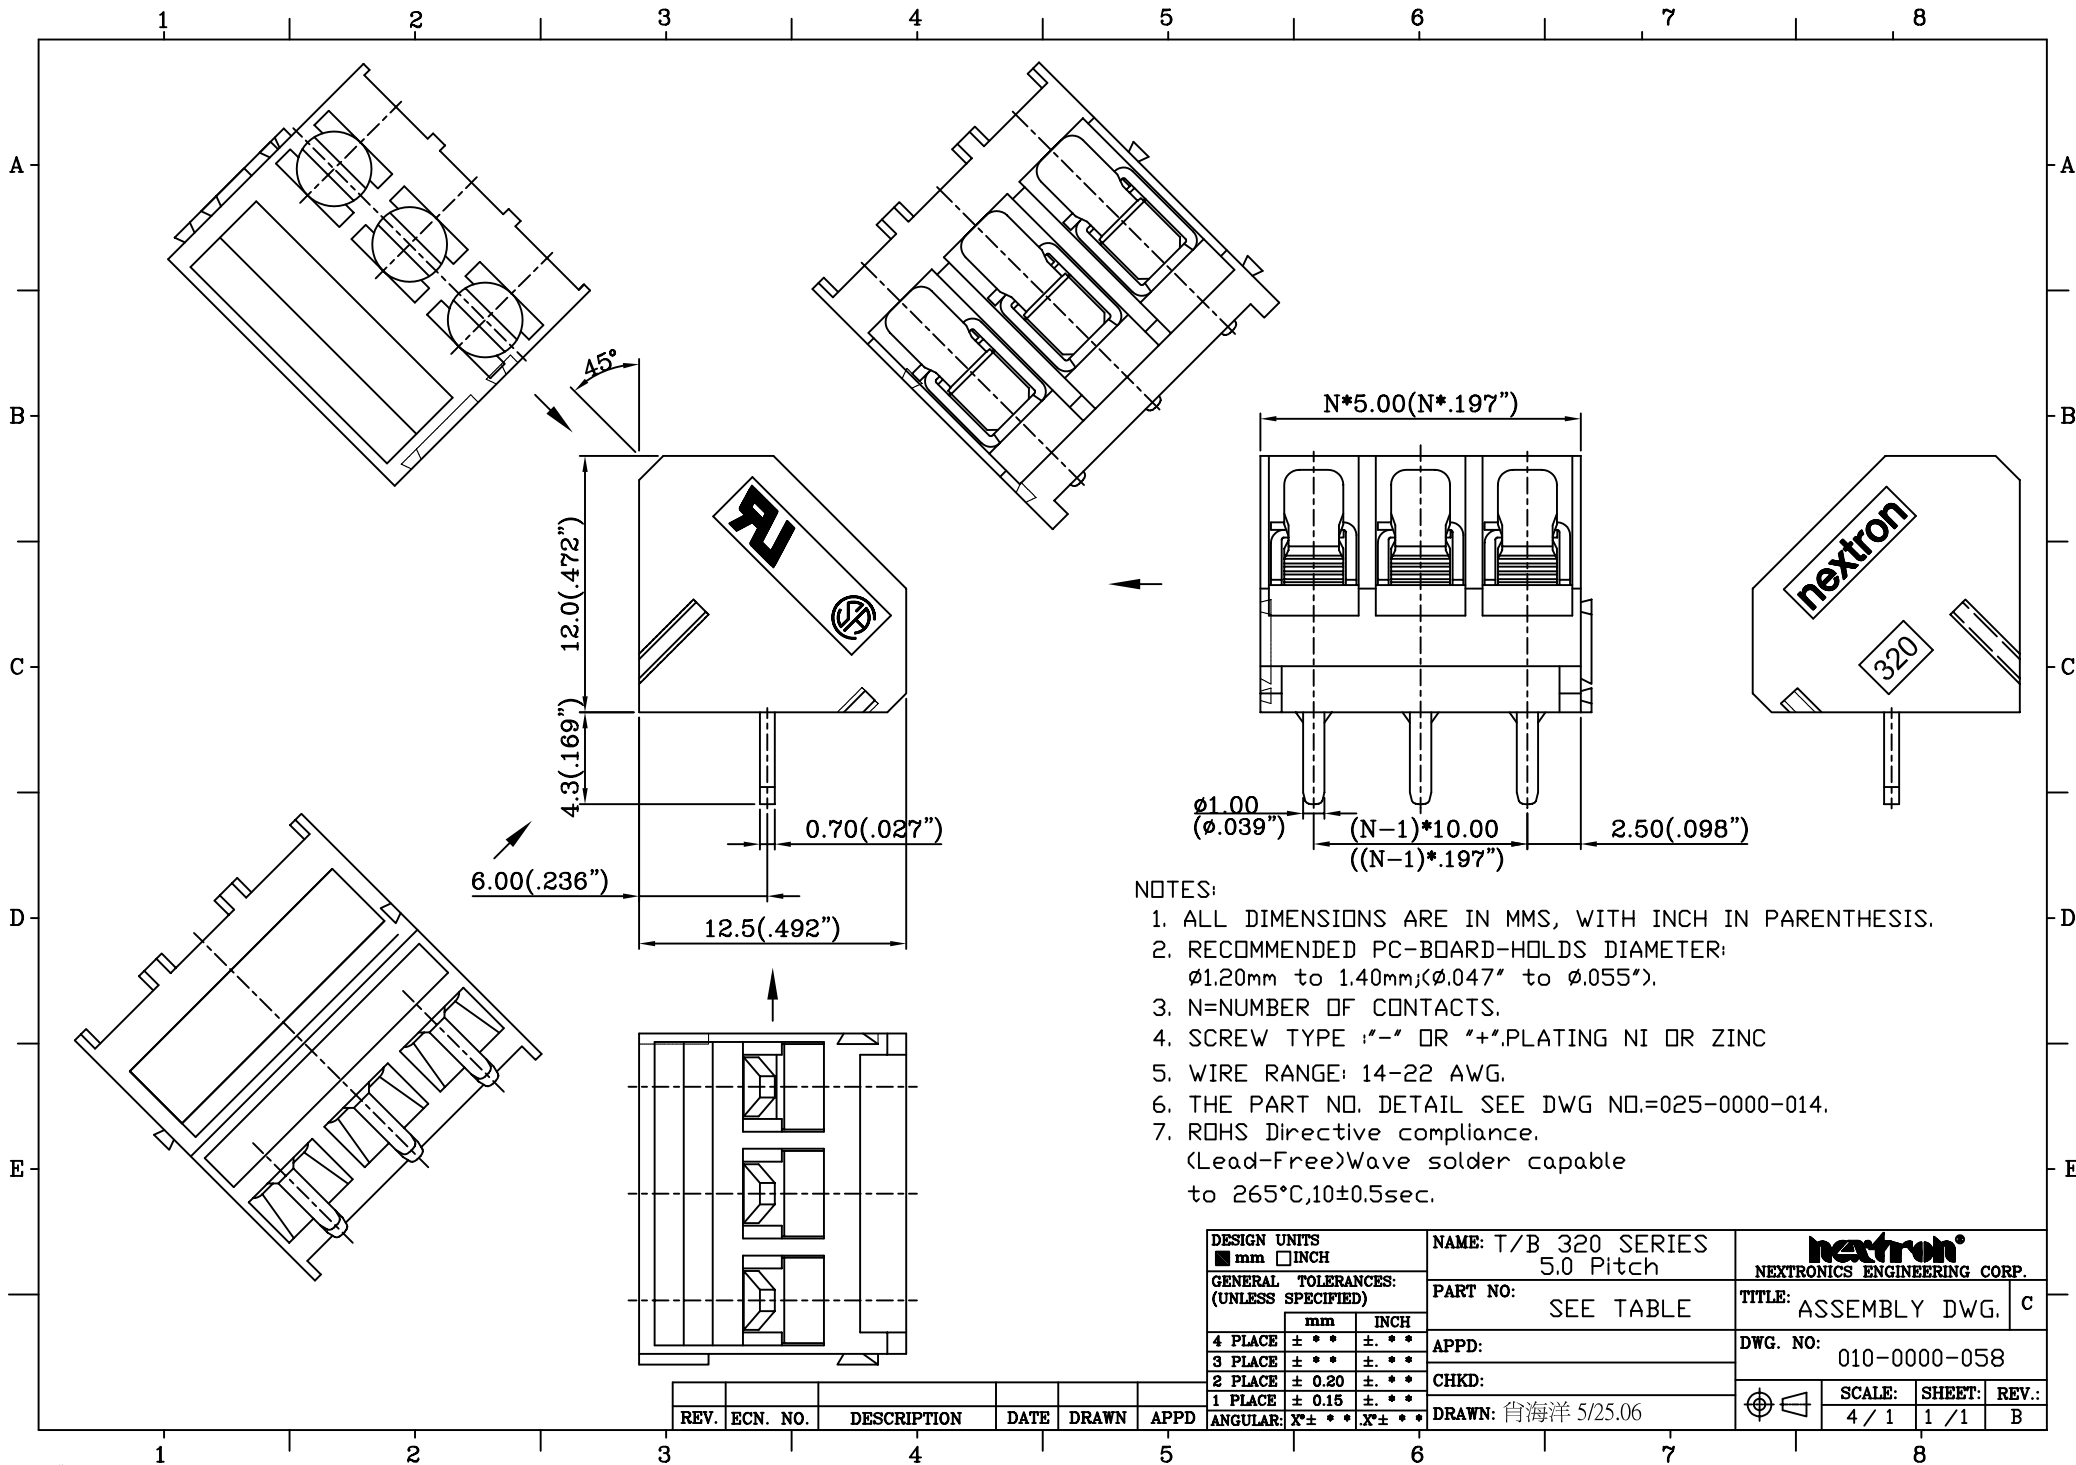 1 2 3 4 5 6 7 8
A A
B B
C C
D D
E E
45°
12.0(.472”)
4.3(.169”)
0.70(.027”)
6.00(.236”)
12.5(.492”)
N*5.00(N*.197”)
ø1.00
(ø.039”)
(N-1)*10.00
((N-1)*.197”)
2.50(.098”)
nextron
320
NOTES:
1. ALL DIMENSIONS ARE IN MMS, WITH INCH IN PARENTHESIS.
2. RECOMMENDED PC-BOARD-HOLDS DIAMETER:
ø1.20mm to 1.40mm;(ø.047" to ø.055").
3. N=NUMBER OF CONTACTS.
4. SCREW TYPE :"-" OR "+".PLATING NI OR ZINC
5. WIRE RANGE: 14-22 AWG.
6. THE PART NO. DETAIL SEE DWG NO.=025-0000-014.
7. ROHS Directive compliance.
(Lead-Free)Wave solder capable
to 265°C,10±0.5sec.
DESIGN UNITS
mm INCH
GENERAL TOLERANCES:
(UNLESS SPECIFIED)
mm INCH
4 PLACE ± * * ±. * *
3 PLACE ± * * ±. * *
2 PLACE ± 0.20 ±. * *
1 PLACE ± 0.15 ±. * *
ANGULAR: X°± * * .X°± * *
NAME: T/B 320 SERIES
5.0 Pitch
PART NO:
SEE TABLE
APPD:
CHKD:
DRAWN: 肖海洋 5/25.06
nextron®
NEXTRONICS ENGINEERING CORP.
TITLE: ASSEMBLY DWG. C
DWG. NO:
010-0000-058
SCALE: SHEET: REV.:
4 / 1 1 /1 B
REV. ECN. NO. DESCRIPTION DATE DRAWN APPD
1 2 3 4 5 6 7 8